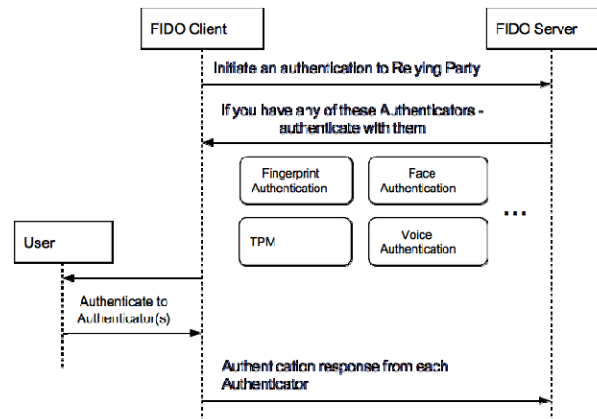 FIDO Client
FIDO Server
Initiate an authentication to Relying Party
If you have any of these Authenticators -
authenticate with them
Fingerprint
Authentication
Face
Authentication
...
TPM
Voice
Authentication
User
Authenticate to
Authenticator(s)
Authentication response from each
Authenticator